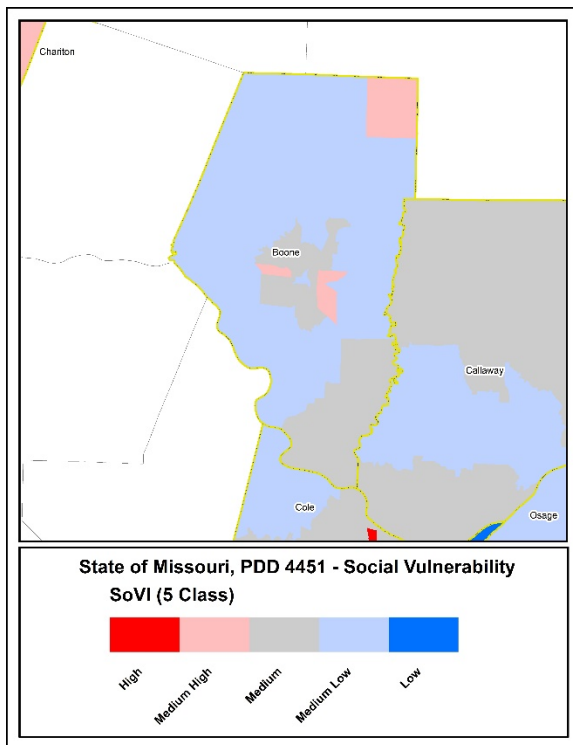 Chariton
Boone
Callaway
Cole
Osage
State of Missouri, PDD 4451 - Social Vulnerability
SoVI (5 Class)
High
Medium High
Medium
Medium Low
Low